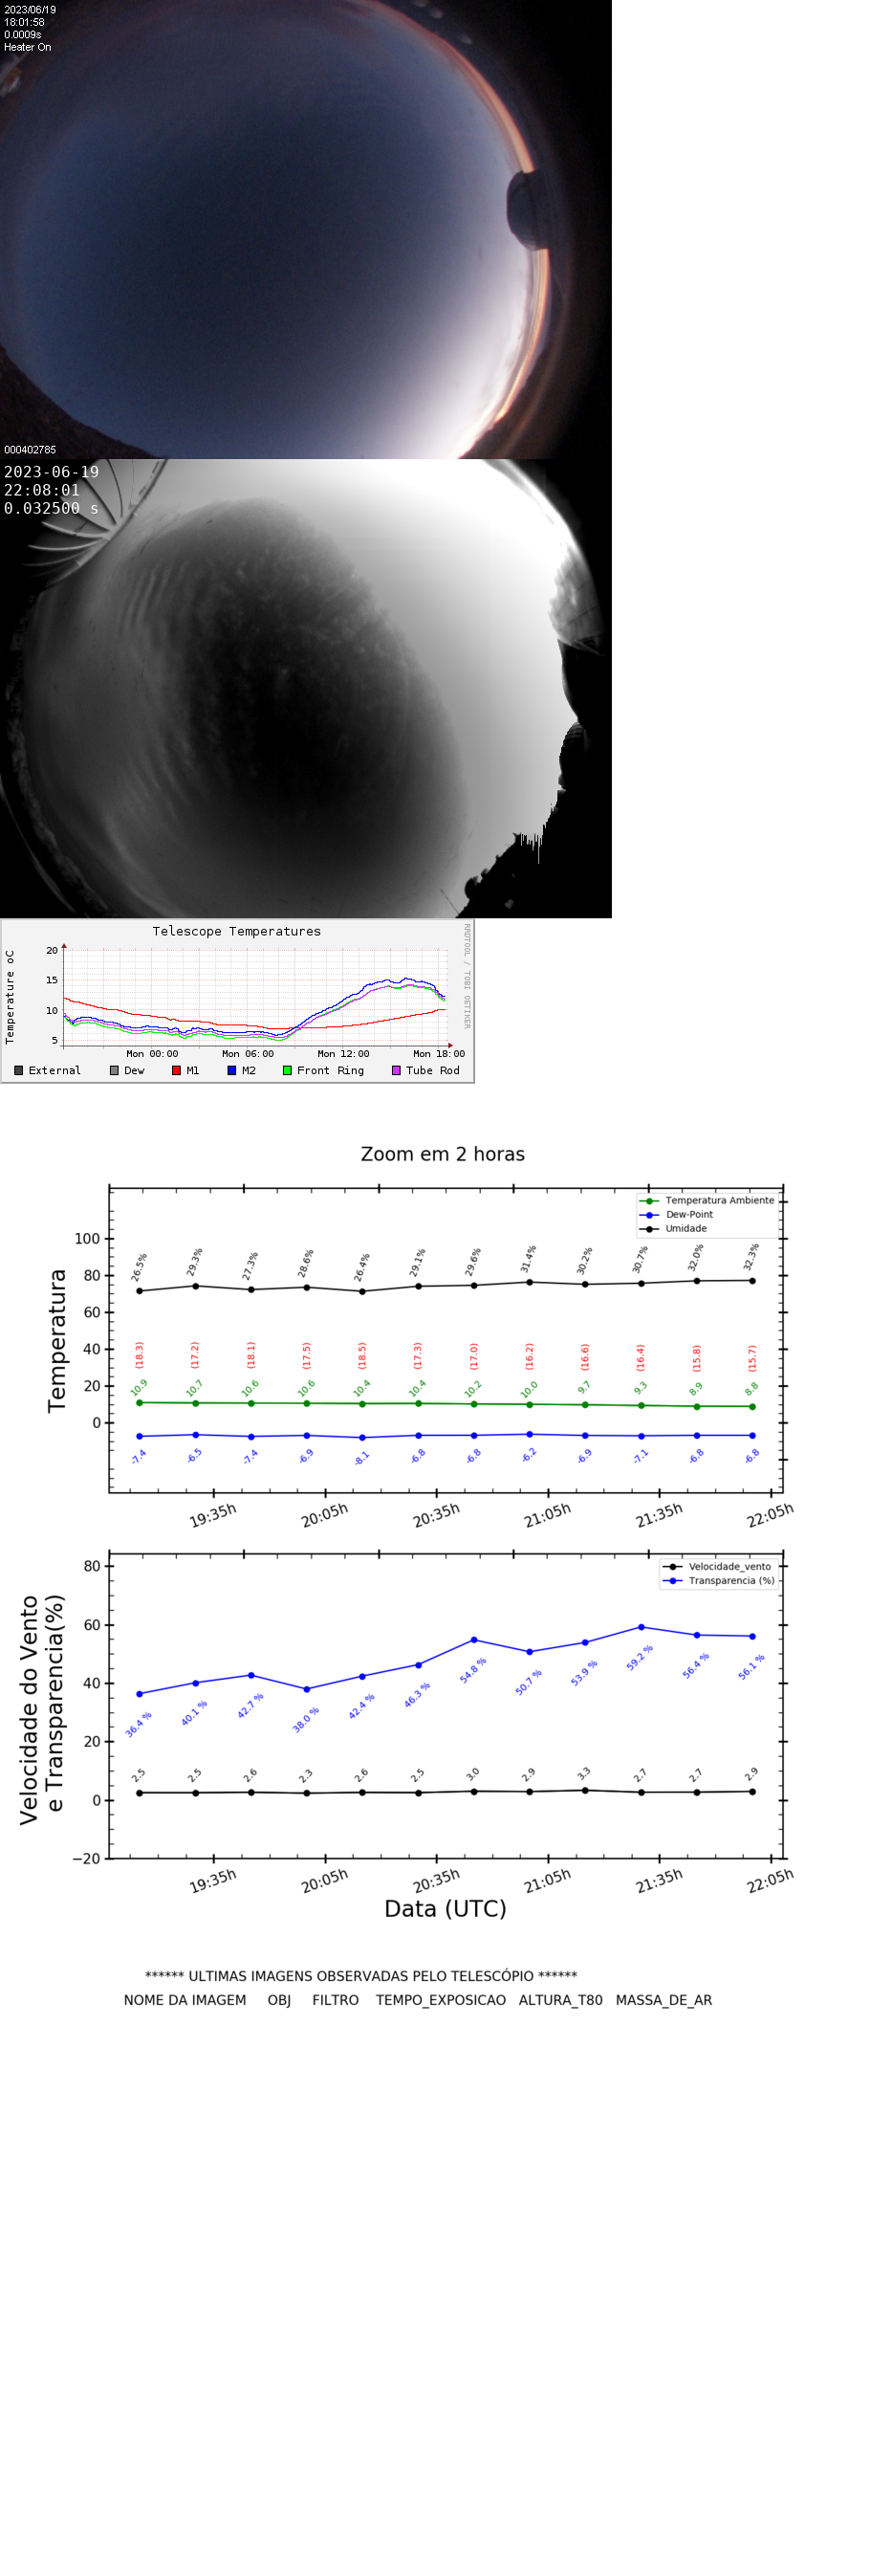 2023/06/19
18:01:58
0.0009s
Heater On
000402785
2023-06-19
22:08:01
0.032500 s
Telescope Temperatures
RRDTOOL / TOBI OETIKER
Temperature oC
20
15
10
5
Mon 00:00 Mon 06:00 Mon 12:00 Mon 18:00
External Dew M1 M2 Front Ring Tube Rod
Zoom em 2 horas
Temperatura Ambiente
Dew-Point
Umidade
Temperatura
100
80
60
40
20
0
26.5% 29.3% 27.3% 28.6% 26.4% 29.1% 29.6% 31.4% 30.2% 30.7% 32.0% 32.3%
(18.3) (17.2) (18.1) (17.5) (18.5) (17.3) (17.0) (16.2) (16.6) (16.4) (15.8) (15.7)
10.9 10.7 10.6 10.6 10.4 10.4 10.2 10.0 9.7 9.3 8.9 8.8
-7.4 -6.5 -7.4 -6.9 -8.1 -6.8 -6.8 -6.2 -6.9 -7.1 -6.8 -6.8
19:35h 20:05h 20:35h 21:05h 21:35h 22:05h
Velocidade_vento
Transparencia (%)
Velocidade do Vento
e Transparencia(%)
80
60
40
20
0
−20
36.4 % 40.1 % 42.7 % 38.0 % 42.4 % 46.3 % 54.8 % 50.7 % 53.9 % 59.2 % 56.4 % 56.1 %
2.5 2.5 2.6 2.3 2.6 2.5 3.0 2.9 3.3 2.7 2.7 2.9
19:35h 20:05h 20:35h 21:05h 21:35h 22:05h
Data (UTC)
****** ULTIMAS IMAGENS OBSERVADAS PELO TELESCÓPIO ******
NOME DA IMAGEM OBJ FILTRO TEMPO_EXPOSICAO ALTURA_T80 MASSA_DE_AR